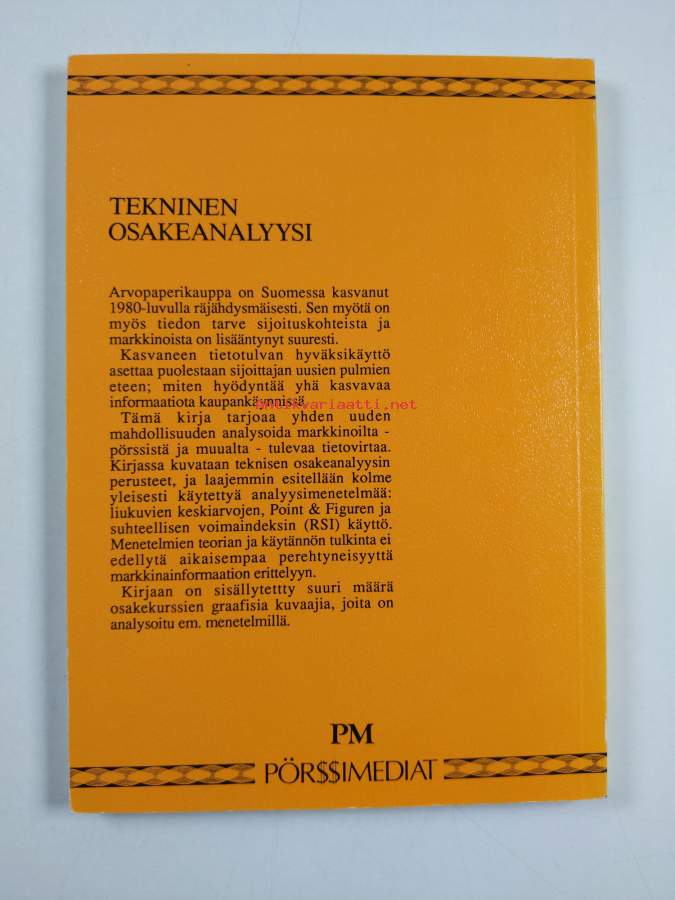 TEKNINEN
OSAKEANALYYSI
Arvopaperikauppa on Suomessa kasvanut
1980-luvulla räjähdysmäisesti. Sen myötä on
myös tiedon tarve sijoituskohteista ja
markkinoista on lisääntynyt suuresti.
Kasvaneen tietotulvan hyväksikäyttö
asettaa puolestaan sijoittajan uusien pulmien
eteen; miten hyödyntää yhä kasvavaa
informaatiota kaupankäynnissä.
antikvariaatti.net
Tämä kirja tarjoaa yhden uuden
mahdollisuuden analysoida markkinoilta -
pörssistä ja muualta - tulevaa tietovirtaa.
Kirjassa kuvataan teknisen osakeanalyysin
perusteet, ja laajemmin esitellään kolme
yleisesti käytettyä analyysimenetelmää:
liukuvien keskiarvojen, Point & Figuren ja
suhteellisen voimaindeksin (RSI) käyttö.
Menetelmien teorian ja käytännön tulkinta ei
edellytä aikaisempaa perehtyneisyyttä
markkinainformaation erittelyyn.
Kirjaan on sisällytettty suuri määrä
osakekurssien graafisia kuvaajia, joita on
analysoitu em. menetelmillä.
PM
PÖR$$IMEDIAT